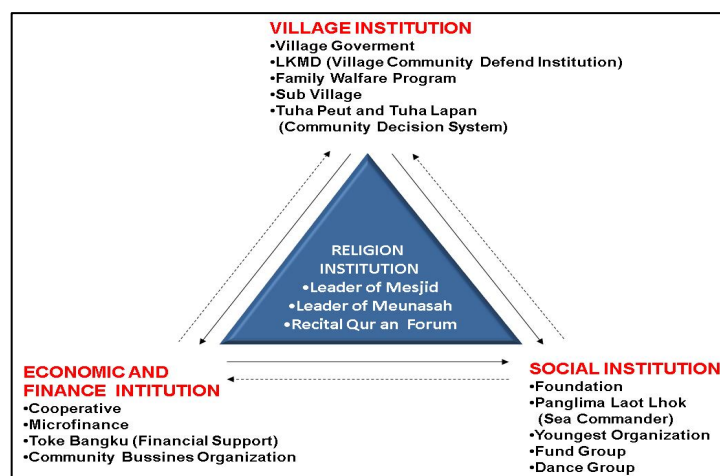 VILLAGE INSTITUTION
•Village Goverment
•LKMD (Village Community Defend Institution)
•Family Welfare Program
•Sub Village
•Tuha Peut and Tuha Lapan
(Community Decision System)
RELIGION
INSTITUTION
•Leader of Mesjid
•Leader of Meunasah
•Recital Qur an Forum
ECONOMIC AND
FINANCE INTITUTION
•Cooperative
•Microfinance
•Toke Bangku (Financial Support)
•Community Bussines Organization
SOCIAL INSTITUTION
•Foundation
•Panglima Laot Lhok
(Sea Commander)
•Youngest Organization
•Fund Group
•Dance Group